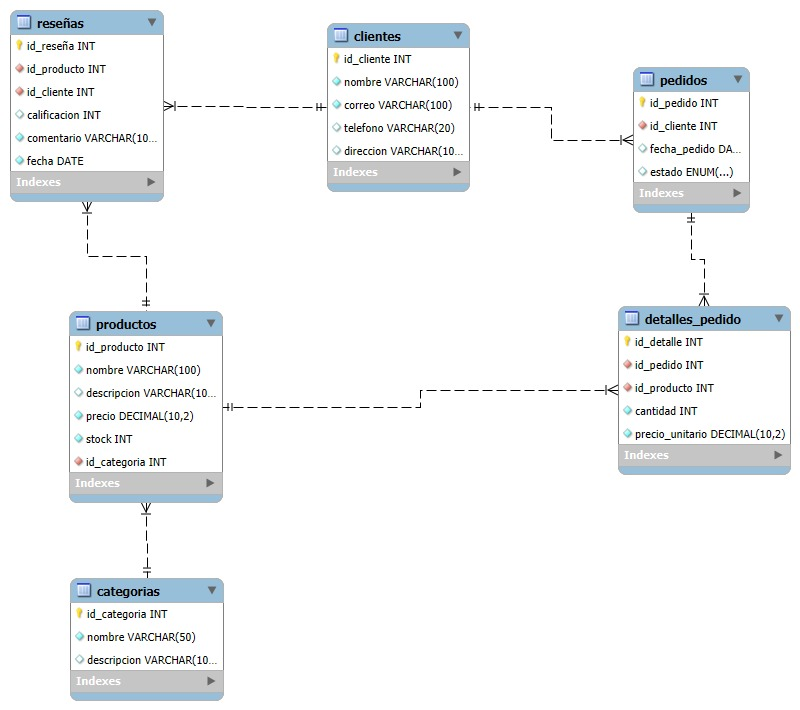 reseñas
id_reseña INT
id_producto INT
id_cliente INT
calificacion INT
comentario VARCHAR(10...
fecha DATE
Indexes
clientes
id_cliente INT
nombre VARCHAR(100)
correo VARCHAR(100)
telefono VARCHAR(20)
direccion VARCHAR(10...
Indexes
pedidos
id_pedido INT
id_cliente INT
fecha_pedido DA...
estado ENUM(...)
Indexes
productos
id_producto INT
nombre VARCHAR(100)
descripcion VARCHAR(10...
precio DECIMAL(10,2)
stock INT
id_categoria INT
Indexes
detalles_pedido
id_detalle INT
id_pedido INT
id_producto INT
cantidad INT
precio_unitario DECIMAL(10,2)
Indexes
categorias
id_categoria INT
nombre VARCHAR(50)
descripcion VARCHAR(10...
Indexes